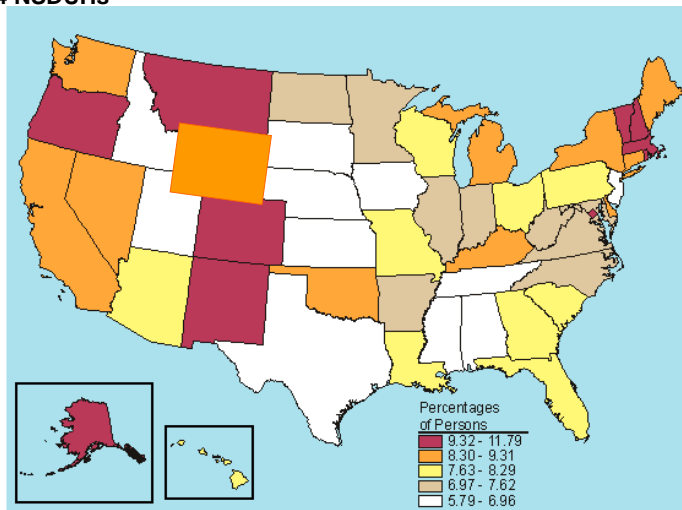 Percentages
of Persons
9.32 - 11.79
8.30 - 9.31
7.63 - 8.29
6.97 - 7.62
5.79 - 6.96